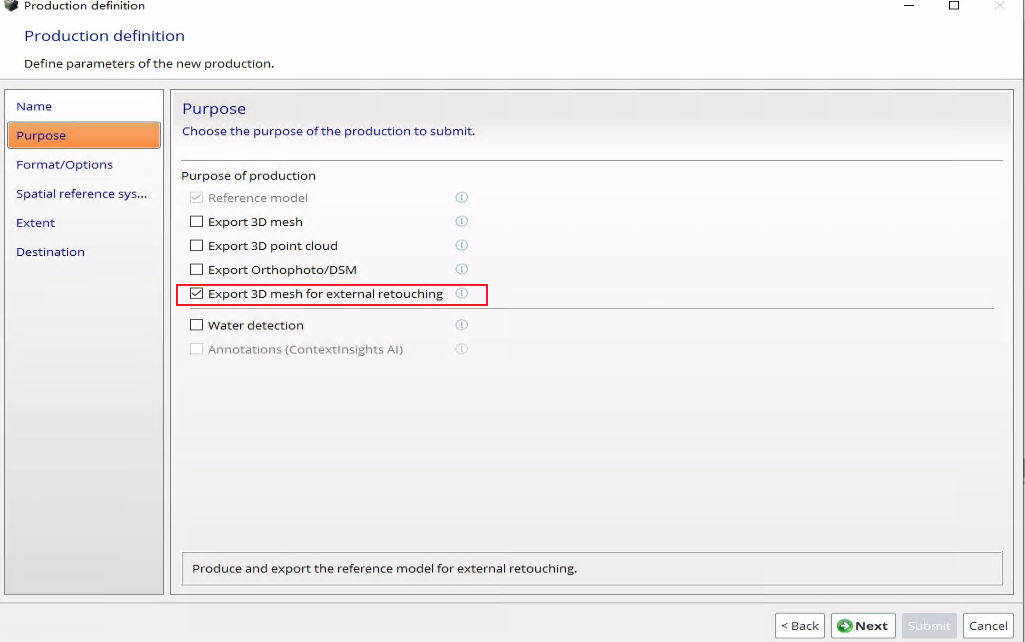 Production definition
Production definition
Define parameters of the new production.
Name
Purpose
Format/Options
Spatial reference sys...
Extent
Destination
Purpose
Choose the purpose of the production to submit.
Purpose of production
Reference model
Export 3D mesh
Export 3D point cloud
Export Orthophoto/DSM
Export 3D mesh for external retouching
Water detection
Annotations (ContextInsights AI)
Produce and export the reference model for external retouching.
< Back Next Submit Cancel